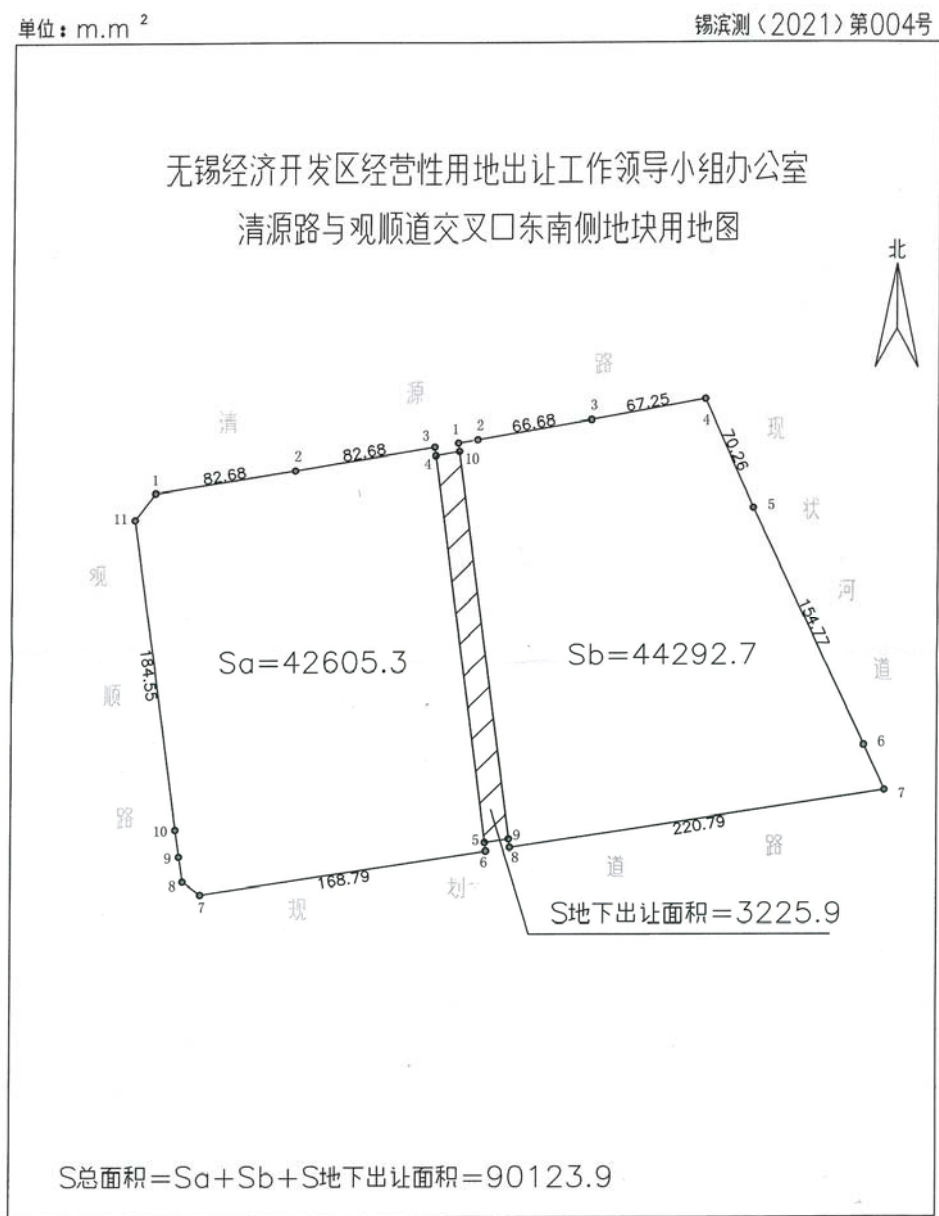 单位：m.m²
锡滨测（2021）第004号
无锡经济开发区经营性用地出让工作领导小组办公室
清源路与观顺道交叉口东南侧地块用地图
北
清 源 路
82.68
82.68
66.68
67.25
1
2
3
4
1
2
3
4
10
11
70.26
5
现 状 河 道
154.77
6
7
观 顺 路
184.55
Sa=42605.3
Sb=44292.7
10
9
8
7
168.79
5
6
9
8
220.79
规 划 道 路
S地下出让面积=3225.9
S总面积=Sa+Sb+S地下出让面积=90123.9